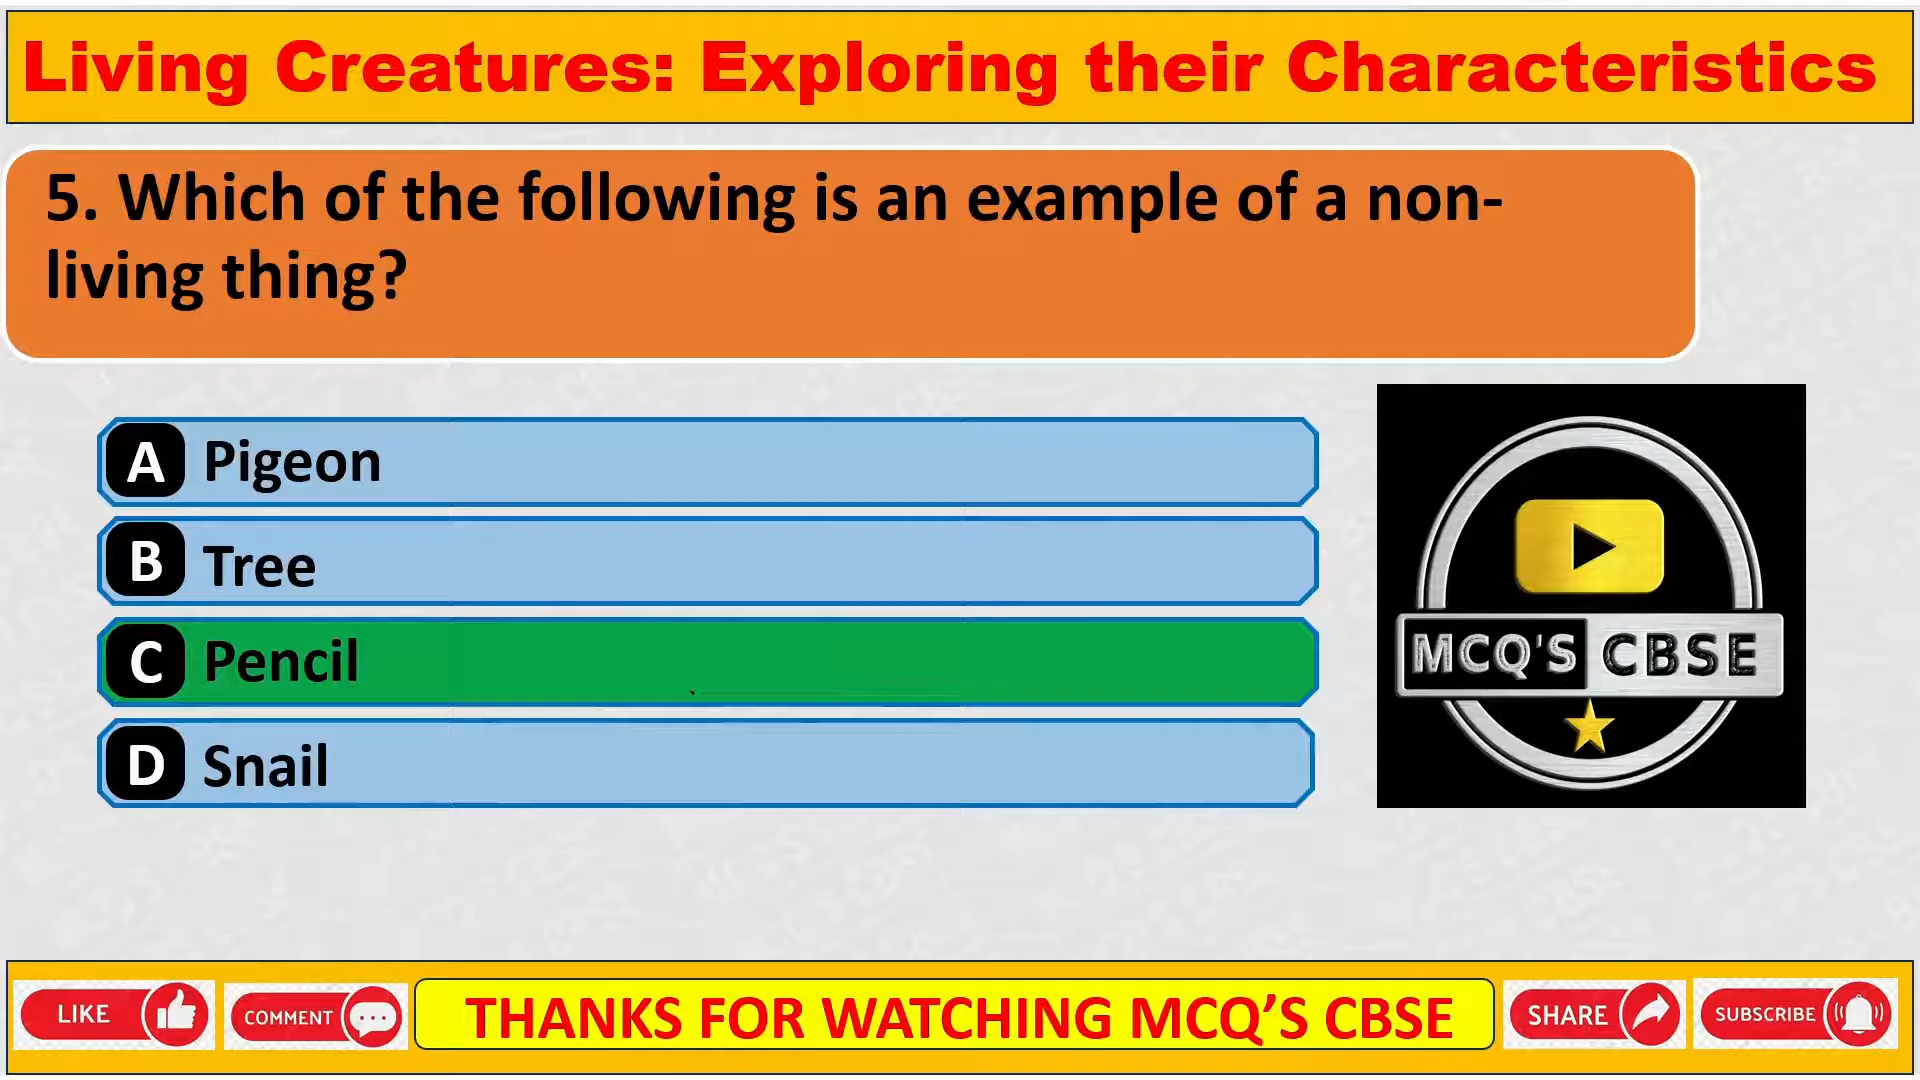 Living Creatures: Exploring their Characteristics
5. Which of the following is an example of a non-
living thing?
A Pigeon
B Tree
C Pencil
D Snail
MCQ'S CBSE
LIKE
COMMENT
THANKS FOR WATCHING MCQ’S CBSE
SHARE
SUBSCRIBE